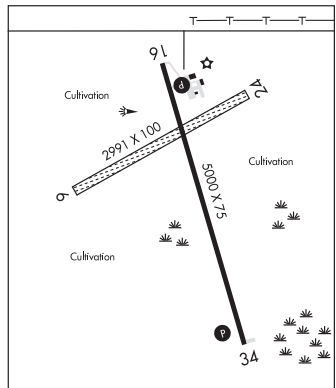 T T T T
16
P
24
Cultivation
2991 X 100
Cultivation
5000 X 75
6
Cultivation
P
34